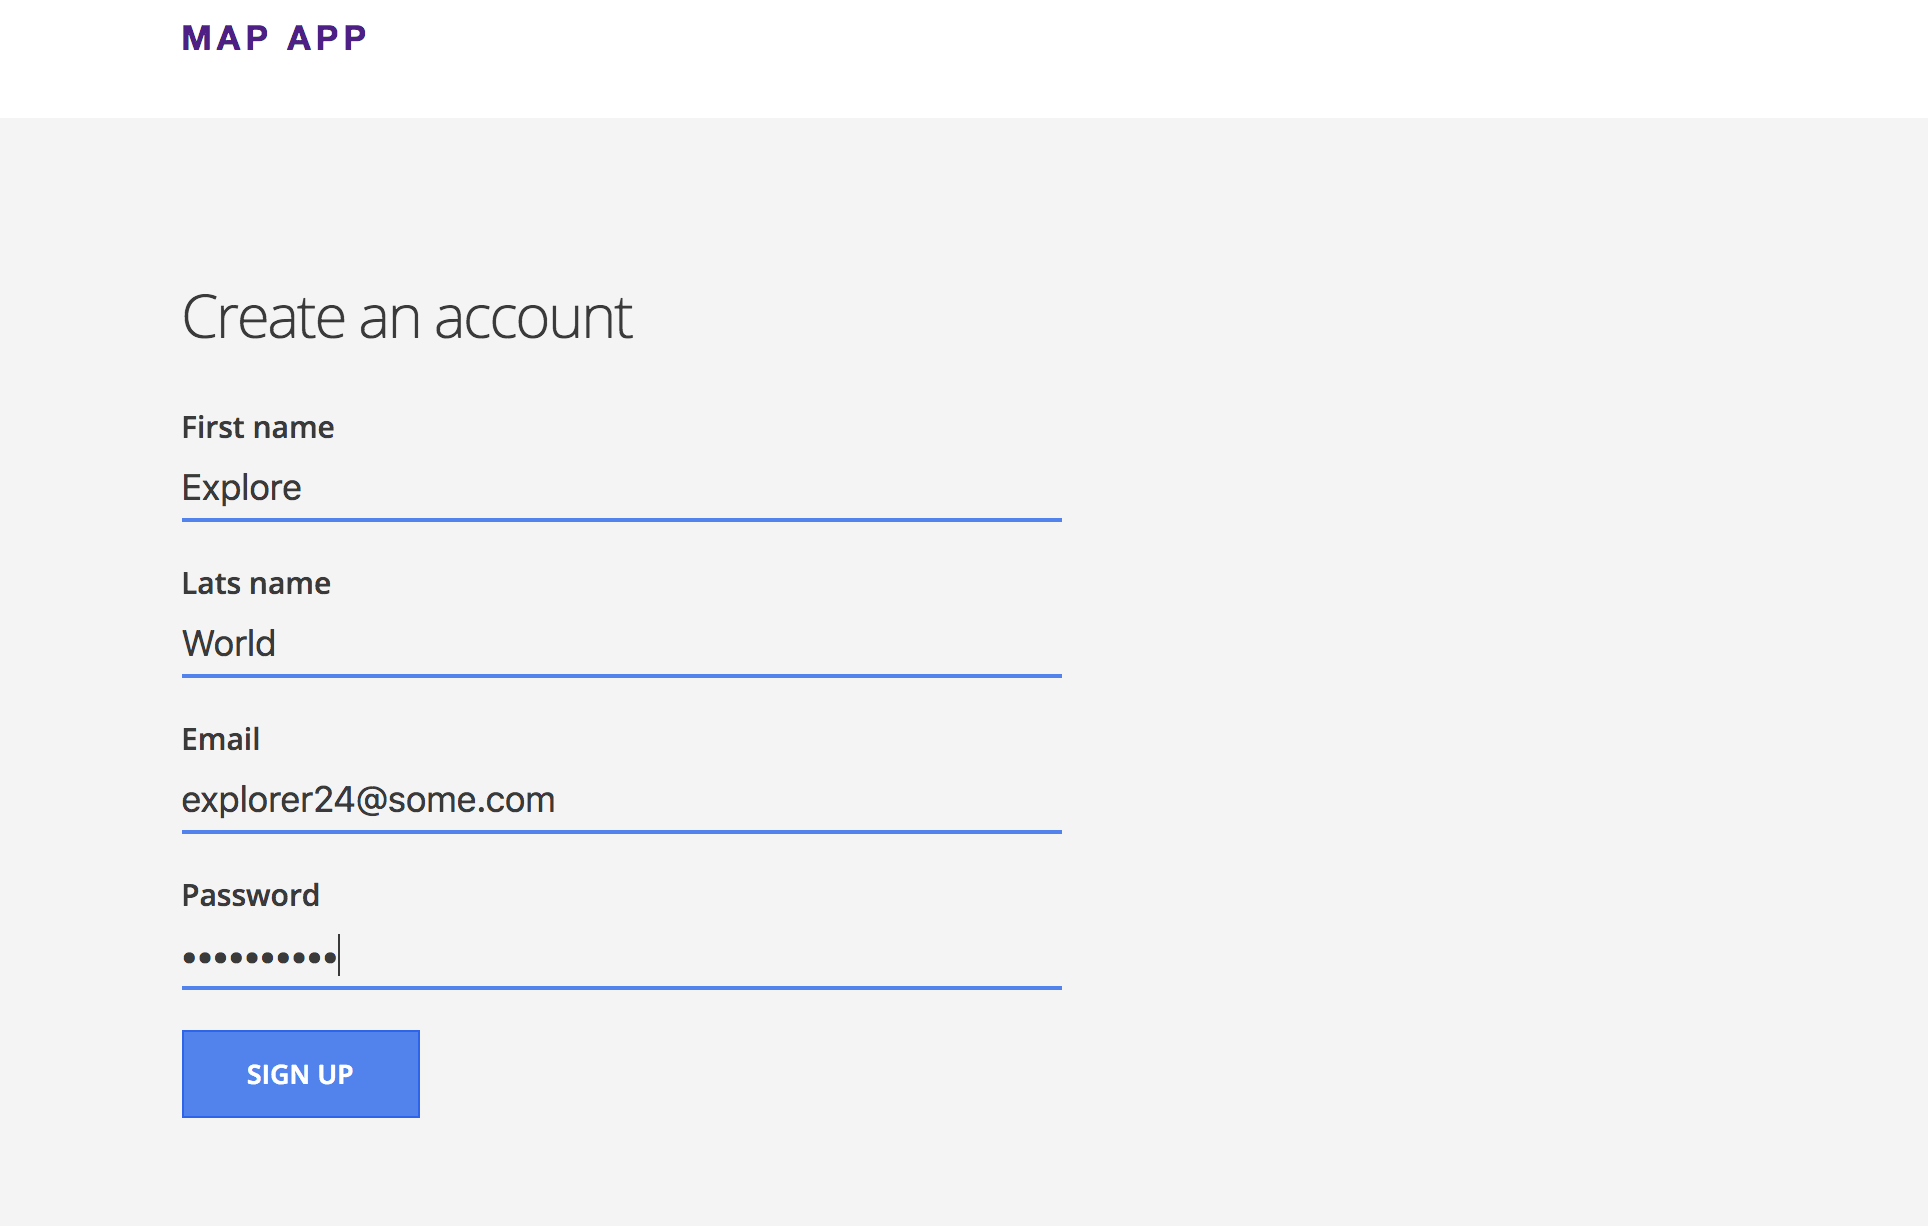 MAP APP
Create an account
First name
Explore
Lats name
World
Email
explorer24@some.com
Password
••••••••••
SIGN UP